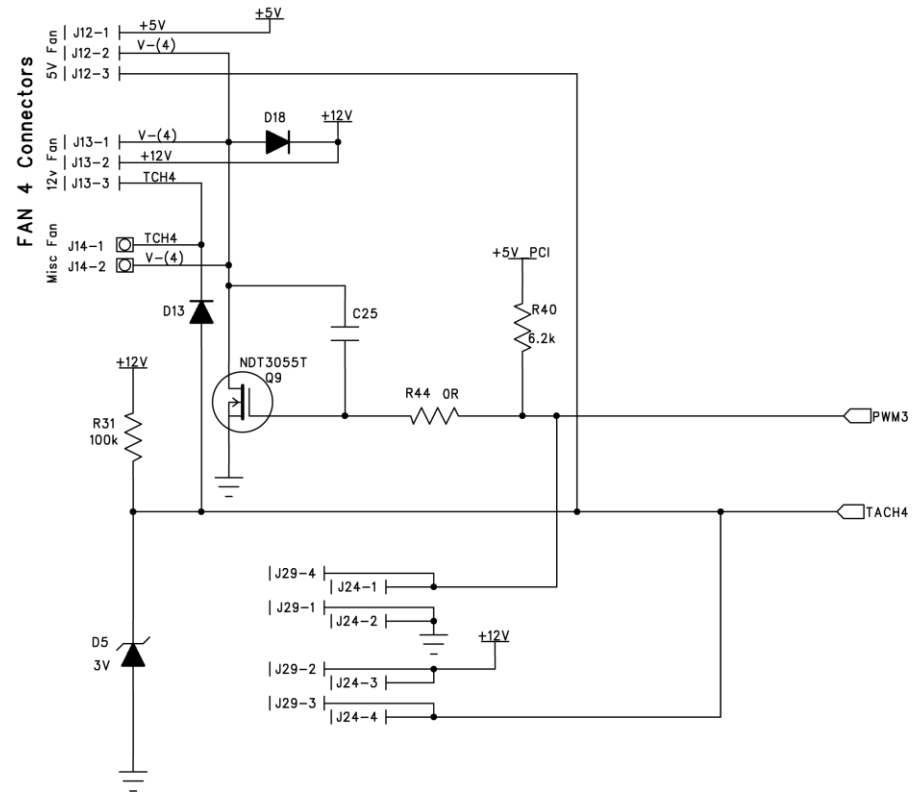 FAN 4 Connectors
5V Fan
J12-1
+5V
+5V
J12-2
V-(4)
J12-3
12v Fan
J13-1
V-(4)
D18
+12V
J13-2
+12V
J13-3
TCH4
Misc Fan
J14-1
TCH4
J14-2
V-(4)
+5V PCI
D13
C25
R40
6.2k
NDT3055T
Q9
+12V
R44 0R
R31
100k
PWM3
TACH4
J29-4
J24-1
J29-1
J24-2
+12V
J29-2
J24-3
J29-3
J24-4
D5
3V